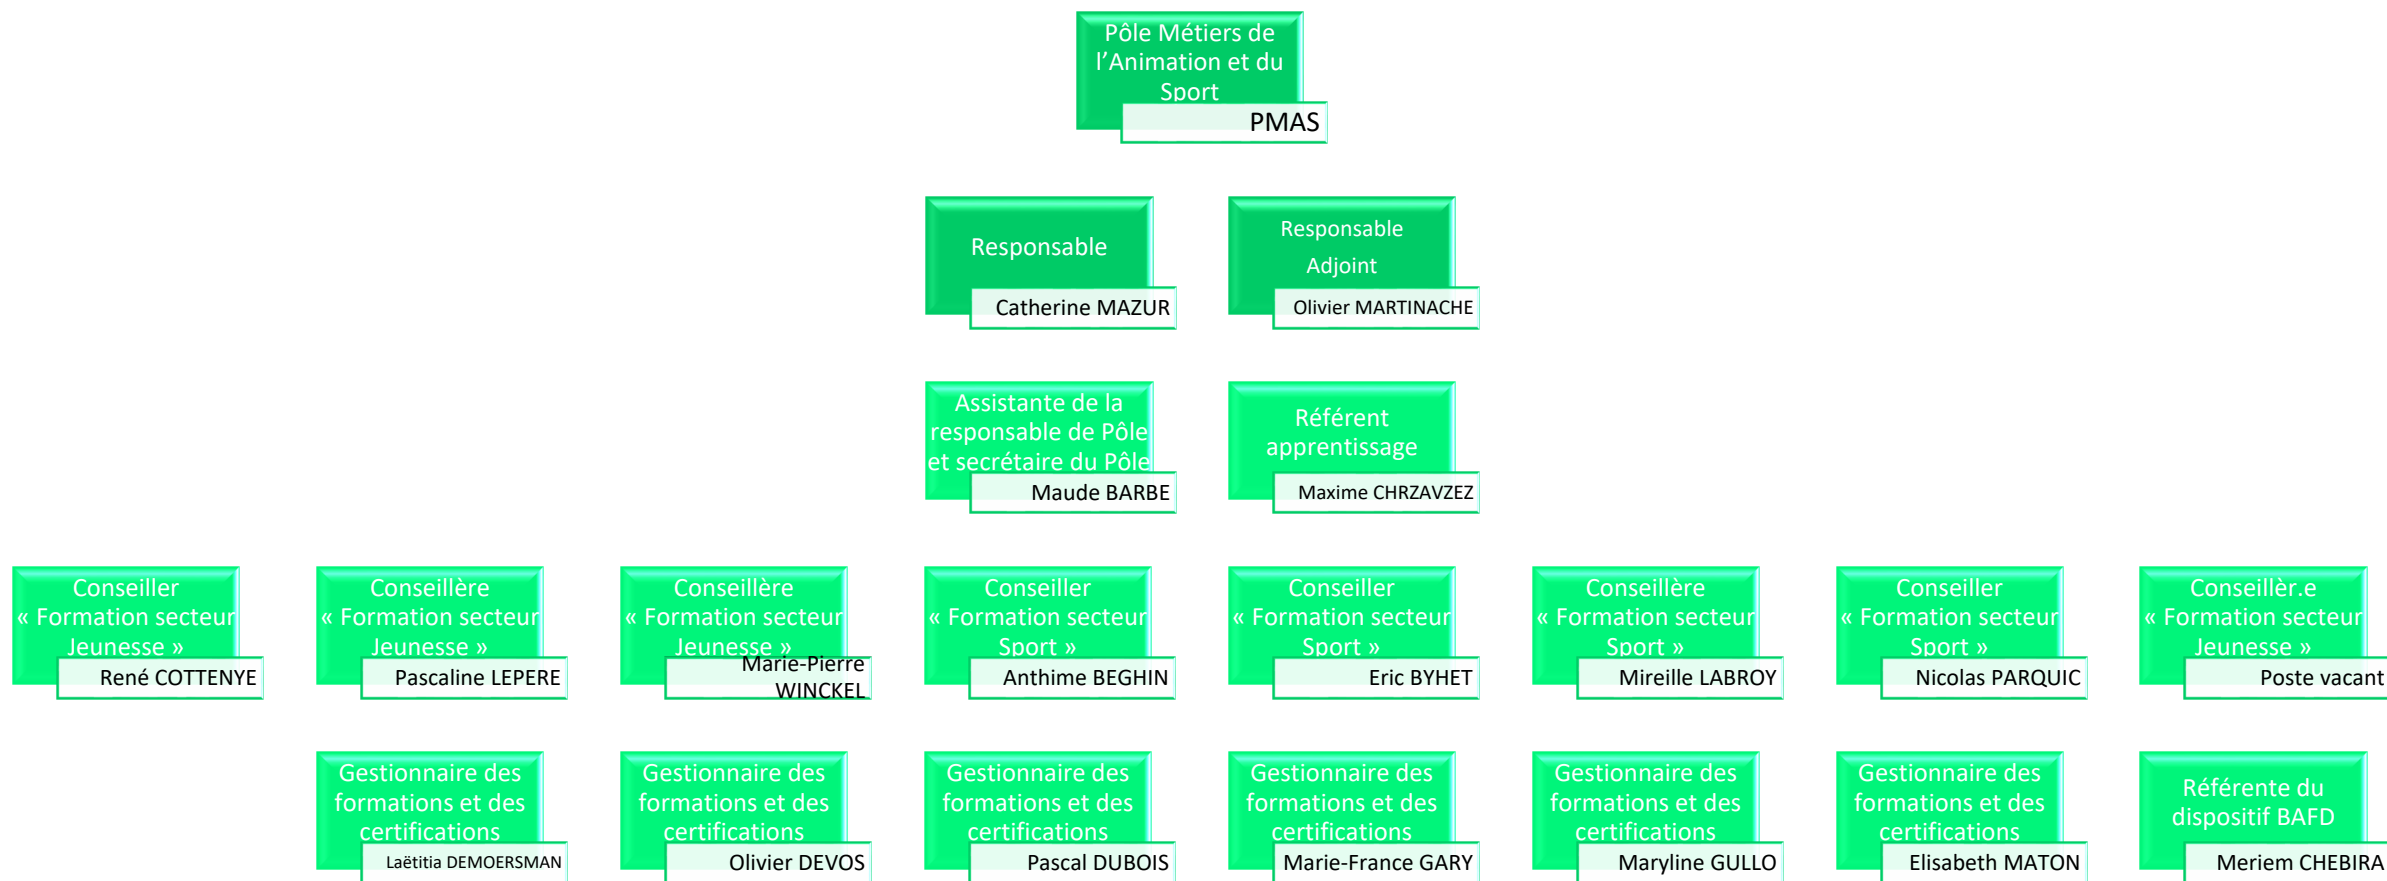 Pôle Métiers de
l’Animation et du
Sport
PMAS
Responsable
Catherine MAZUR
Responsable
Adjoint
Olivier MARTINACHE
Assistante de la
responsable de Pôle
et secrétaire du Pôle
Maude BARBE
Référent
apprentissage
Maxime CHRZAVZEZ
Conseiller
« Formation secteur
Jeunesse »
René COTTENYE
Conseillère
« Formation secteur
Jeunesse »
Pascaline LEPERE
Conseillère
« Formation secteur
Jeunesse »
Marie-Pierre
WINCKEL
Conseiller
« Formation secteur
Sport »
Anthime BEGHIN
Conseiller
« Formation secteur
Sport »
Eric BYHET
Conseillère
« Formation secteur
Sport »
Mireille LABROY
Conseiller
« Formation secteur
Sport »
Nicolas PARQUIC
Conseillèr.e
« Formation secteur
Jeunesse »
Poste vacant
Gestionnaire des
formations et des
certifications
Laëtitia DEMOERSMAN
Gestionnaire des
formations et des
certifications
Olivier DEVOS
Gestionnaire des
formations et des
certifications
Pascal DUBOIS
Gestionnaire des
formations et des
certifications
Marie-France GARY
Gestionnaire des
formations et des
certifications
Maryline GULLO
Gestionnaire des
formations et des
certifications
Elisabeth MATON
Référente du
dispositif BAFD
Meriem CHEBIRA